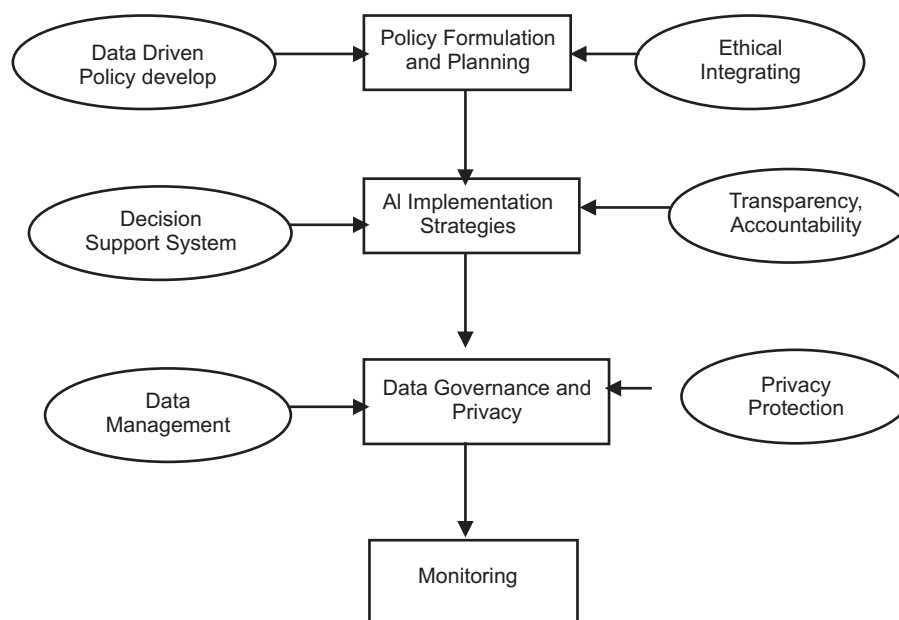 Data Driven
Policy develop
Policy Formulation
and Planning
Ethical
Integrating
Decision
Support System
AI Implementation
Strategies
Transparency,
Accountability
Data
Management
Data Governance and
Privacy
Privacy
Protection
Monitoring